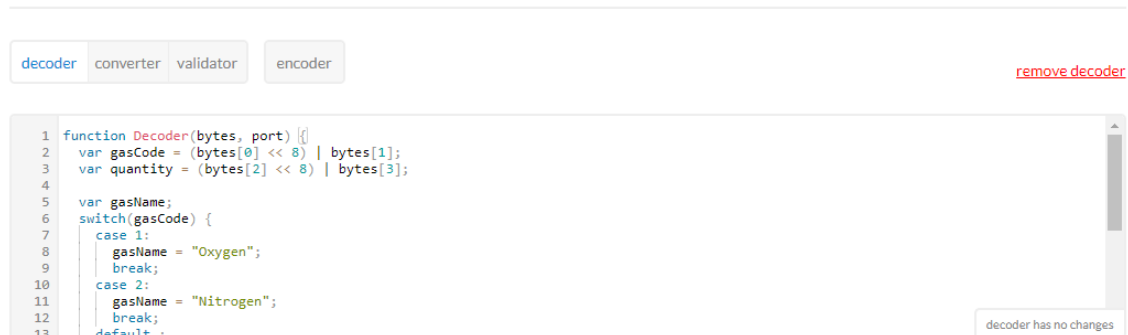 decoder converter validator encoder
remove decoder
1 function Decoder(bytes, port) {
2 var gasCode = (bytes[0] << 8) | bytes[1];
3 var quantity = (bytes[2] << 8) | bytes[3];
4
5 var gasName;
6 switch(gasCode) {
7 case 1:
8 gasName = "Oxygen";
9 break;
10 case 2:
11 gasName = "Nitrogen";
12 break;
13 default :
decoder has no changes